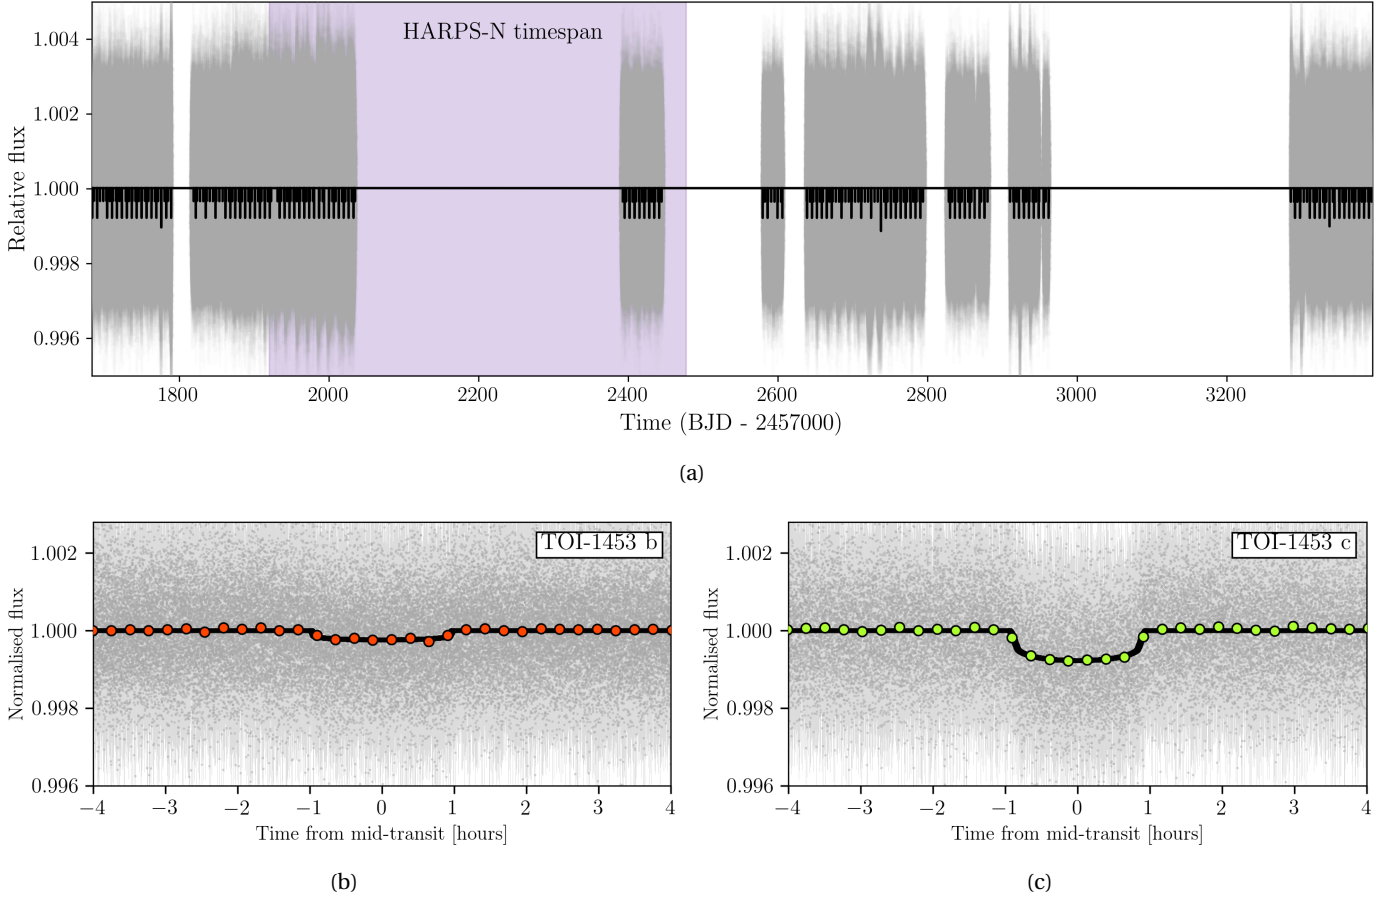 HARPS-N timespan
1.004
1.002
1.000
0.998
0.996
Relative flux
1800 2000 2200 2400 2600 2800 3000 3200
Time (BJD - 2457000)
(a)
TOI-1453 b
1.002
1.000
0.998
0.996
Normalised flux
−4 −3 −2 −1 0 1 2 3 4
Time from mid-transit [hours]
(b)
TOI-1453 c
1.002
1.000
0.998
0.996
Normalised flux
−4 −3 −2 −1 0 1 2 3 4
Time from mid-transit [hours]
(c)